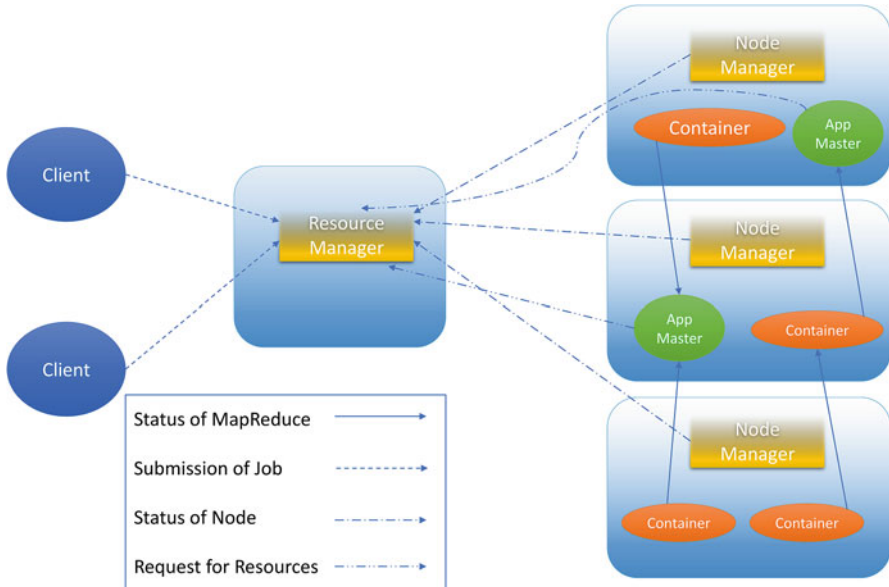 Node
Manager
Container
App
Master
Client
Resource
Manager
Node
Manager
App
Master
Container
Client
Status of MapReduce
Submission of Job
Status of Node
Request for Resources
Node
Manager
Container
Container